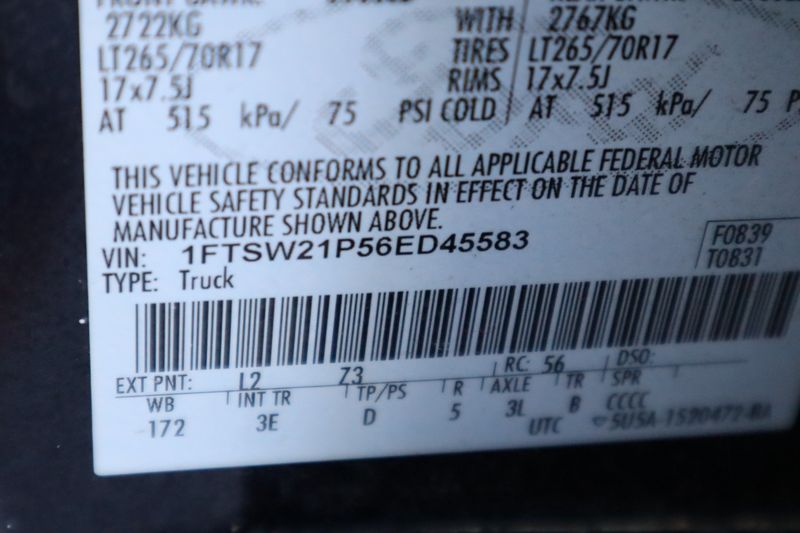 2722KG WITH 2767KG
LT265/70R17 TIRES LT265/70R17
17x7.5J RIMS 17x7.5J
AT 515 kPa/ 75 PSI COLD AT 515 kPa/ 75 P
THIS VEHICLE CONFORMS TO ALL APPLICABLE FEDERAL MOTOR
VEHICLE SAFETY STANDARDS IN EFFECT ON THE DATE OF
MANUFACTURE SHOWN ABOVE.
VIN: 1FTSW21P56ED45583 F0839
TYPE: Truck T0831
EXT PNT: L2 Z3 RC: 56 DSO:
WB INT TR TP/PS R AXLE TR SPR
172 3E D 5 3L B CCCC
UTC 5U5A-1520472-BA